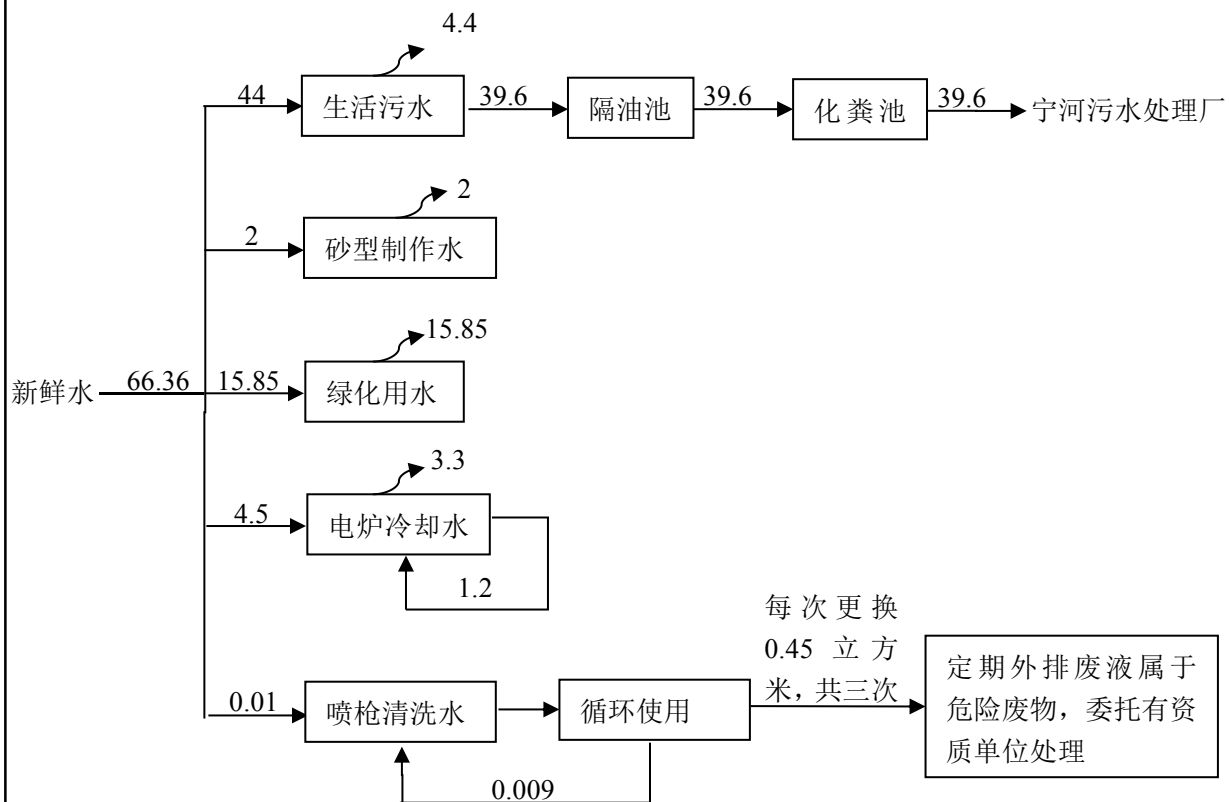 4.4
44
生活污水
39.6
隔油池
39.6
化粪池
39.6
宁河污水处理厂
2
2
砂型制作水
15.85
新鲜水
66.36
15.85
绿化用水
3.3
4.5
电炉冷却水
1.2
每次更换
0.45 立方
米，共三次
0.01
喷枪清洗水
循环使用
定期外排废液属于
危险废物，委托有资
质单位处理
0.009